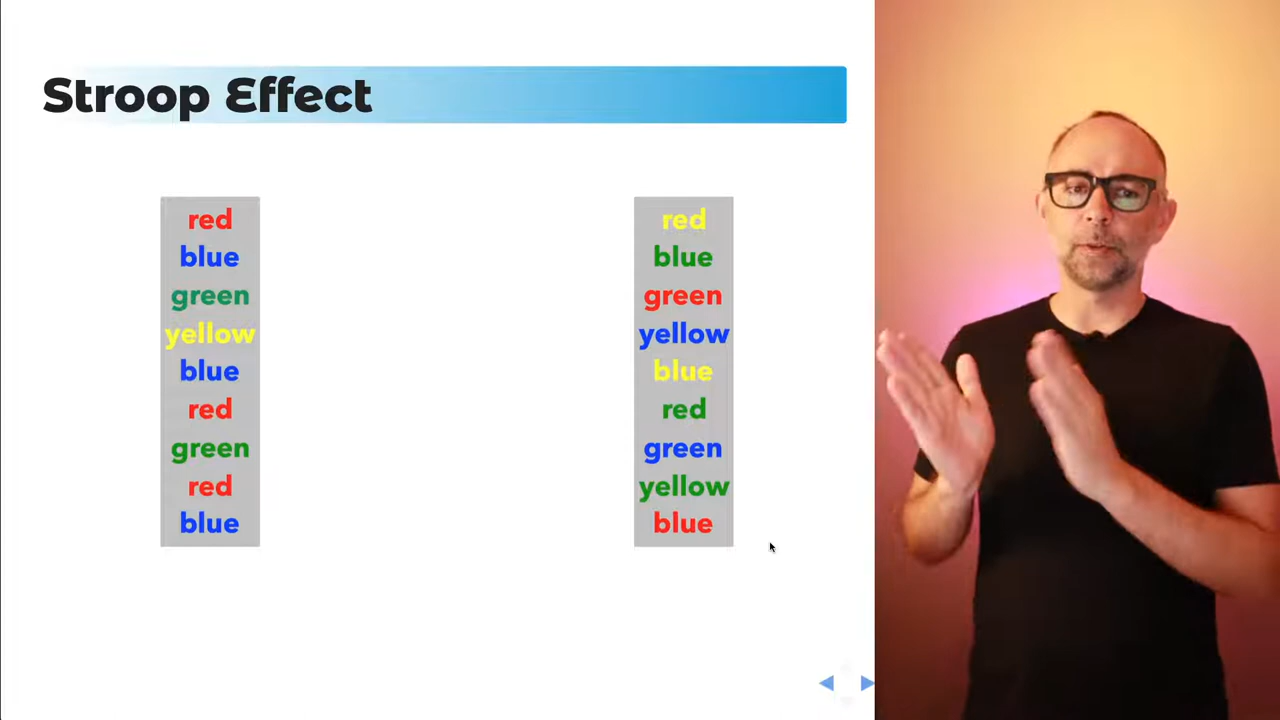 Stroop Effect
red
blue
green
yellow
blue
red
green
red
blue
red
blue
green
yellow
blue
red
green
yellow
blue